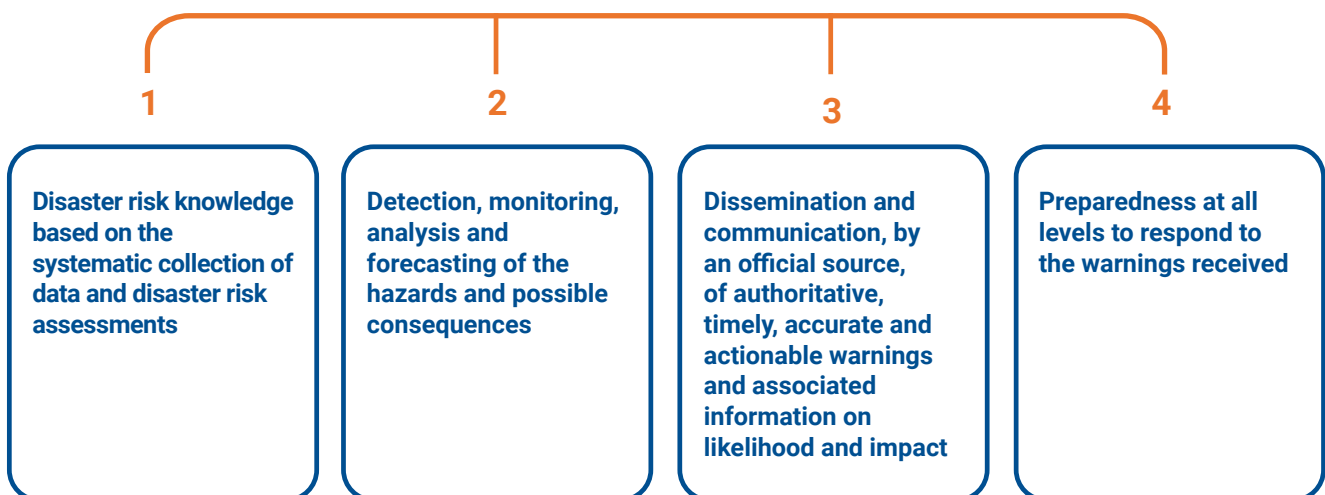 1
Disaster risk knowledge
based on the
systematic collection of
data and disaster risk
assessments
2
Detection, monitoring,
analysis and
forecasting of the
hazards and possible
consequences
3
Dissemination and
communication, by
an official source,
of authoritative,
timely, accurate and
actionable warnings
and associated
information on
likelihood and impact
4
Preparedness at all
levels to respond to
the warnings received